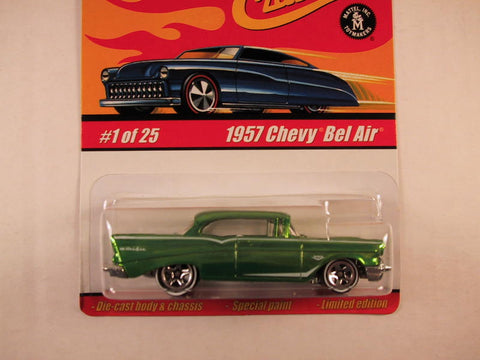 MATTEL, INC.
TOYMAKERS
#1 of 25
1957 Chevy Bel Air
Die-cast body & chassis • Special paint • Limited edition